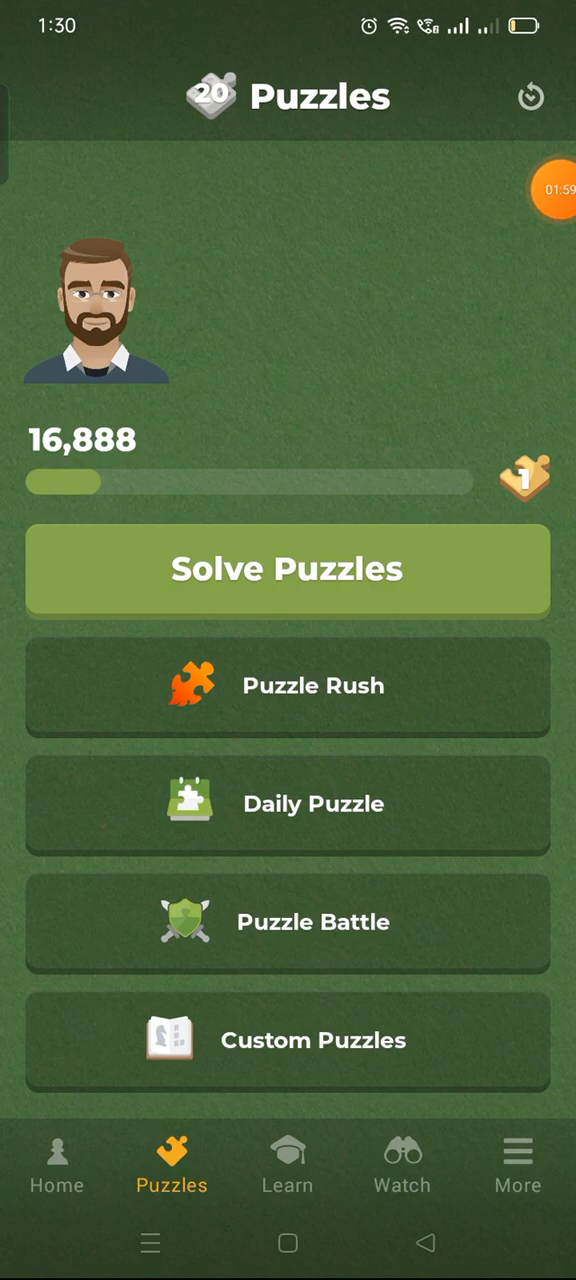 1:30
20 Puzzles
01:59
16,888
1
Solve Puzzles
Puzzle Rush
Daily Puzzle
Puzzle Battle
Custom Puzzles
Home Puzzles Learn Watch More